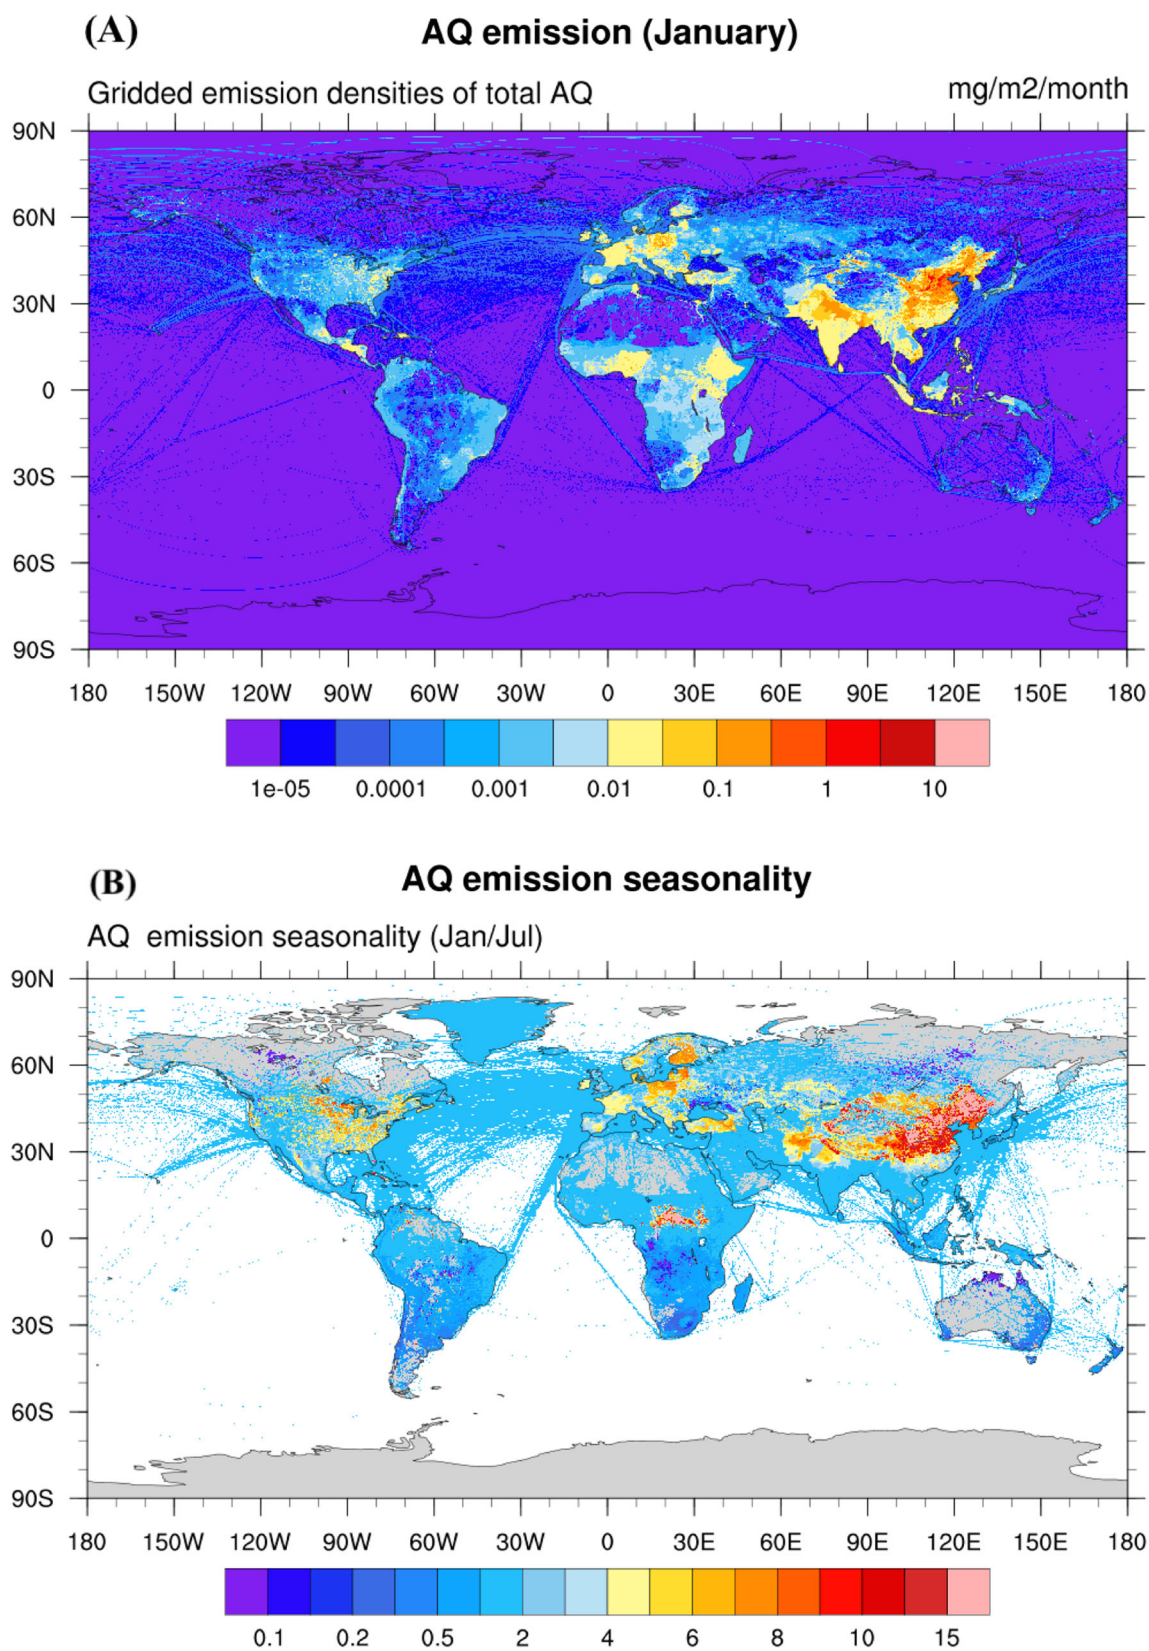 (A) AQ emission (January)
Gridded emission densities of total AQ mg/m2/month
90N
60N
30N
0
30S
60S
90S
180 150W 120W 90W 60W 30W 0 30E 60E 90E 120E 150E 180
1e-05 0.0001 0.001 0.01 0.1 1 10
(B) AQ emission seasonality
AQ emission seasonality (Jan/Jul)
90N
60N
30N
0
30S
60S
90S
180 150W 120W 90W 60W 30W 0 30E 60E 90E 120E 150E 180
0.1 0.2 0.5 2 4 6 8 10 15